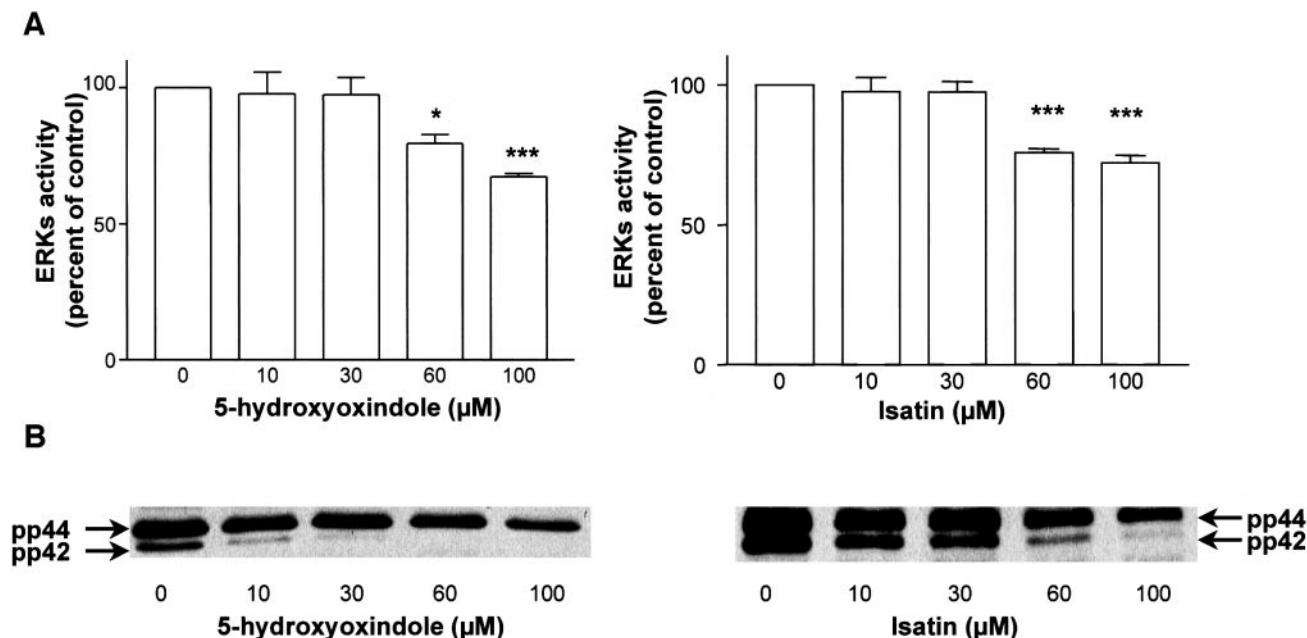 A
ERKs activity
(percent of control)
100
50
0
*
***
0 10 30 60 100
5-hydroxyoxindole (µM)
ERKs activity
(percent of control)
100
50
0
***
***
0 10 30 60 100
Isatin (µM)
B
pp44
pp42
0 10 30 60 100
5-hydroxyoxindole (µM)
pp44
pp42
0 10 30 60 100
Isatin (µM)